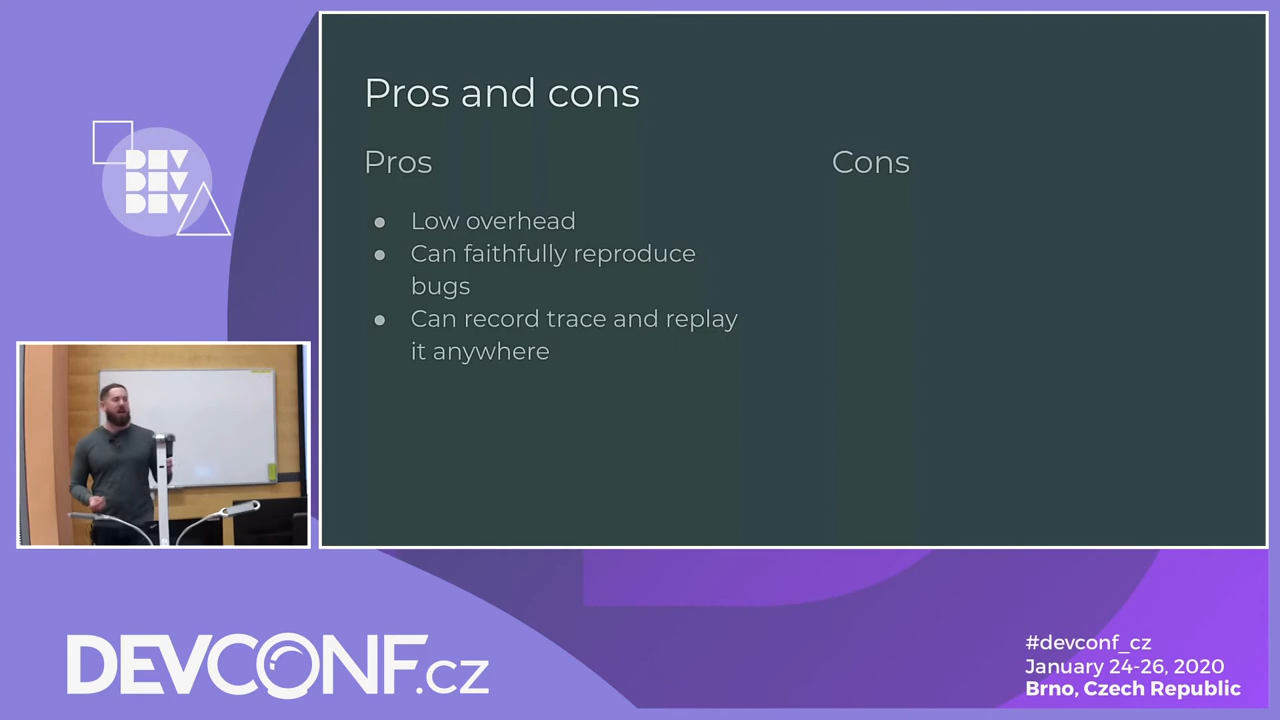 Pros and cons
Pros
Cons
● Low overhead
● Can faithfully reproduce
bugs
● Can record trace and replay
it anywhere
DEV
DEV
DEV
DEVCONF.cz
#devconf_cz
January 24-26, 2020
Brno, Czech Republic